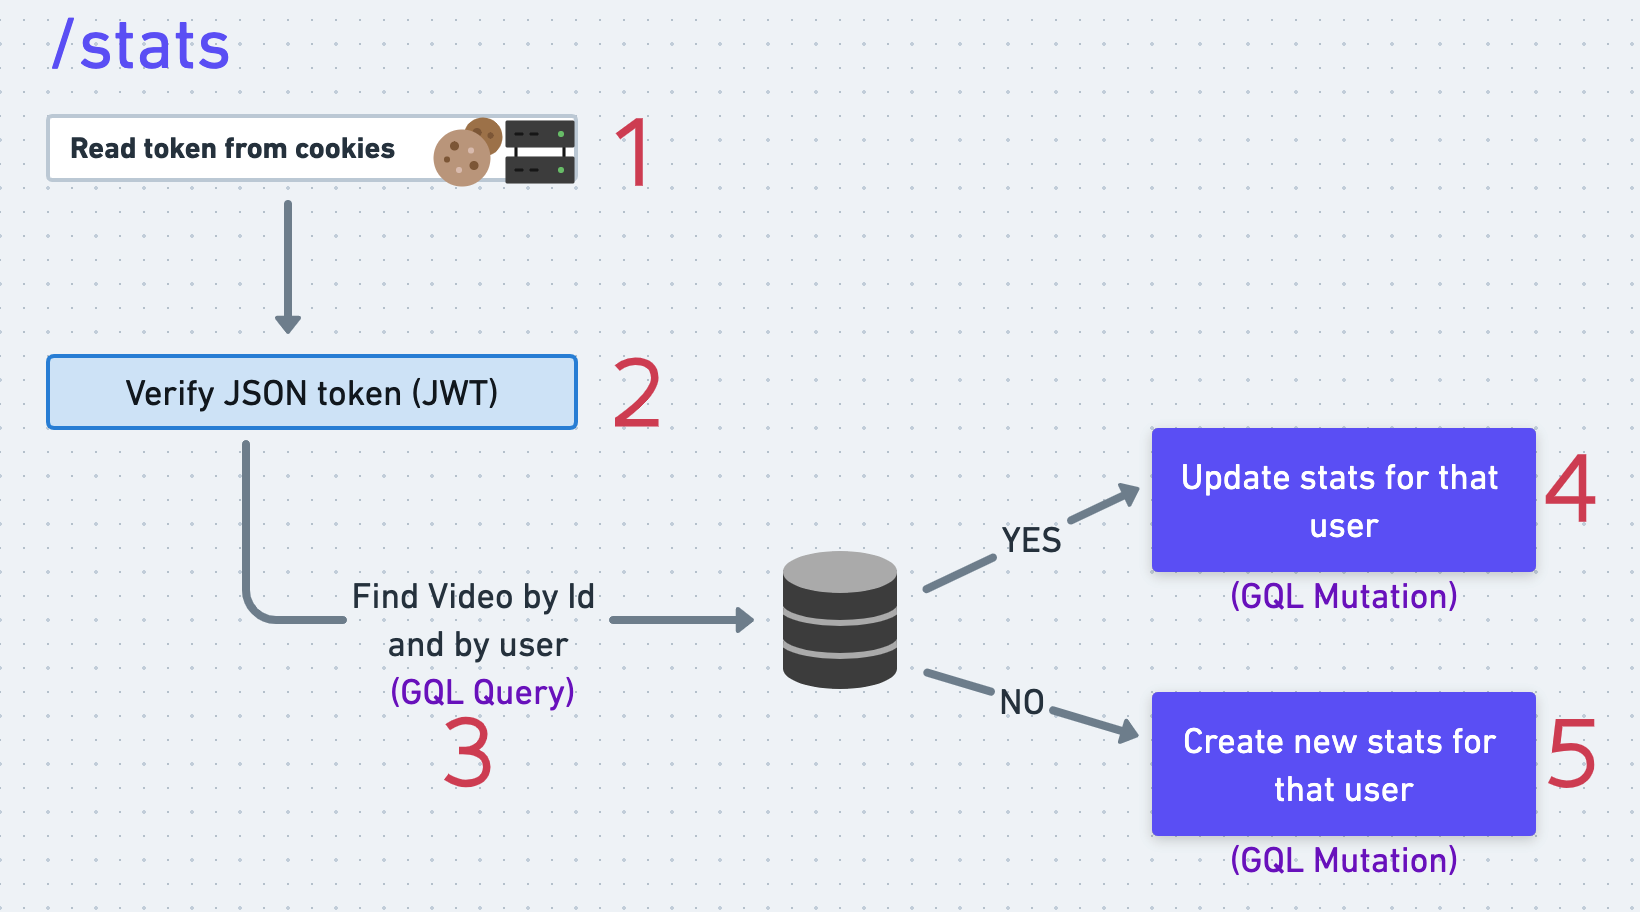 /stats
Read token from cookies
1
Verify JSON token (JWT)
2
Find Video by Id
and by user
(GQL Query)
3
YES
Update stats for that
user
4
(GQL Mutation)
NO
Create new stats for
that user
5
(GQL Mutation)